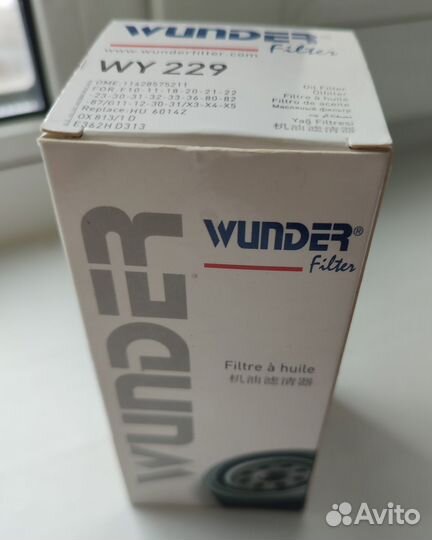 WUNDER
Filter
www.wunderfilter.com
WY 229
OME.:11428575211
FOR.F10-11-18-20-21-22
-23-30-31-32-33-36-80-82
-87/G11-12-30-31/X3-X4-X5
Replace.HU 6014Z
OX 813/1 D
E362H D313
Oil Filter
Ölfilter
Filtre à huile
Filtro de aceite
Масляный фильтр
Yağ Filtresi
机油滤清器
WUNDER
WUNDER®
Filter
Filtre à huile
机油滤清器
Avito